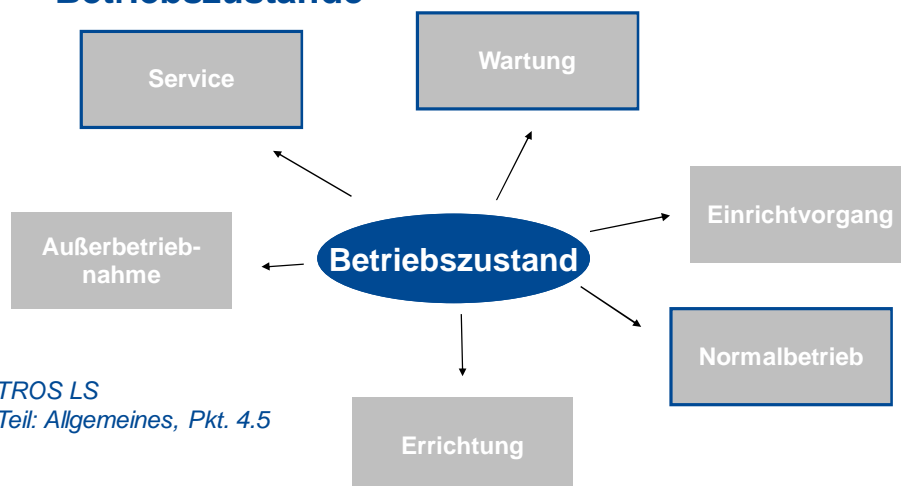 Betriebszustände
Service
Wartung
Einrichtvorgang
Außerbetrieb-
nahme
Betriebszustand
Normalbetrieb
TROS LS
Teil: Allgemeines, Pkt. 4.5
Errichtung